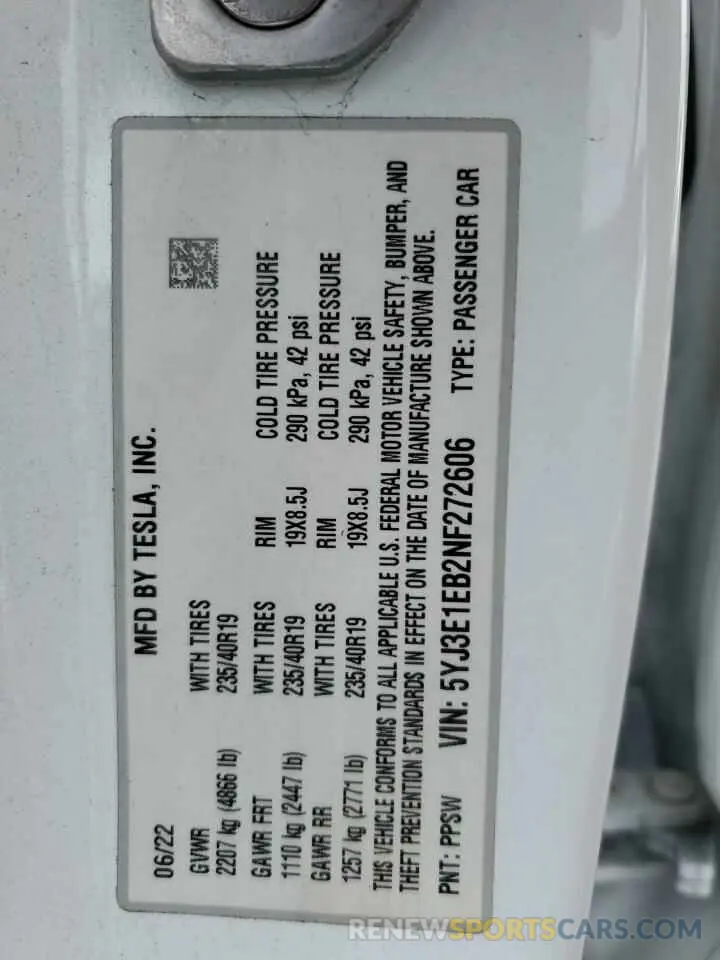 MFD BY TESLA, INC.
06/22
GVWR WITH TIRES
2207 kg (4866 lb) 235/40R19
GAWR FRT WITH TIRES RIM COLD TIRE PRESSURE
1110 kg (2447 lb) 235/40R19 19X8.5J 290 kPa, 42 psi
GAWR RR WITH TIRES RIM COLD TIRE PRESSURE
1257 kg (2771 lb) 235/40R19 19X8.5J 290 kPa, 42 psi
THIS VEHICLE CONFORMS TO ALL APPLICABLE U.S. FEDERAL MOTOR VEHICLE SAFETY, BUMPER, AND
THEFT PREVENTION STANDARDS IN EFFECT ON THE DATE OF MANUFACTURE SHOWN ABOVE.
PNT: PPSW VIN: 5YJ3E1EB2NF272606 TYPE: PASSENGER CAR
RENEWSPORTSCARS.COM